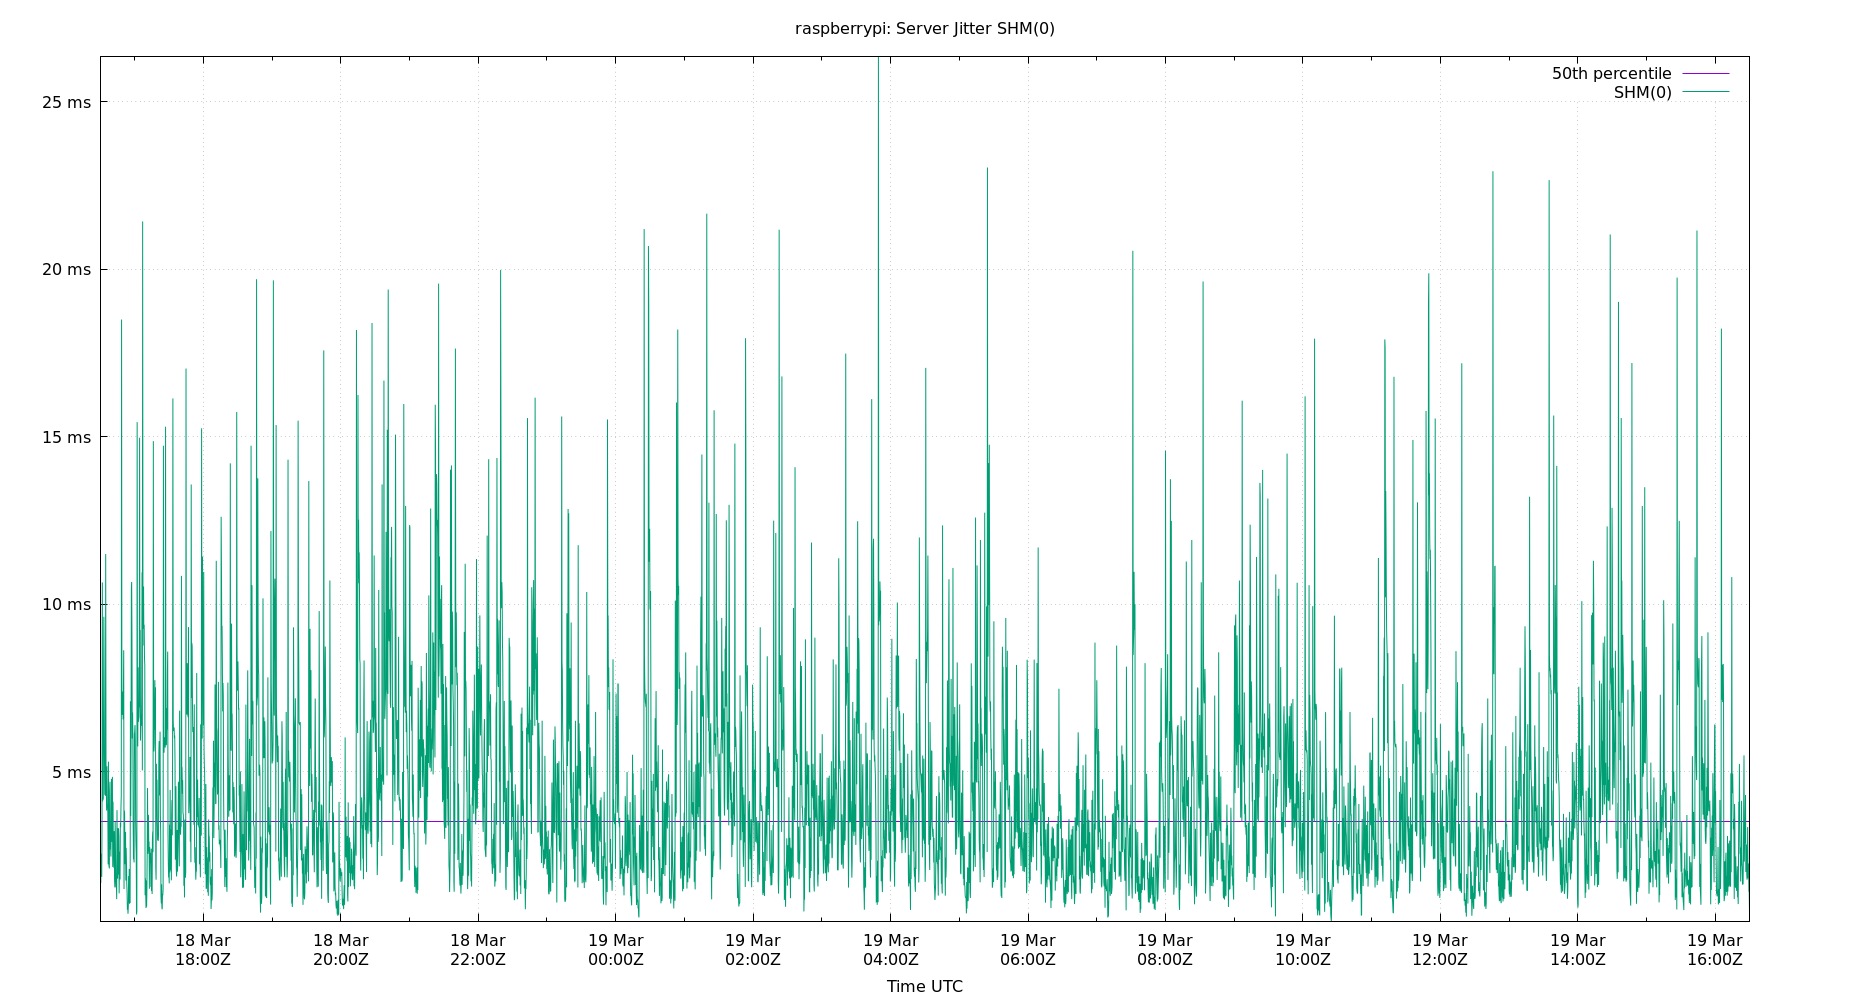 raspberrypi: Server Jitter SHM(0)
50th percentile
SHM(0)
25 ms
20 ms
15 ms
10 ms
5 ms
18 Mar 18 Mar 18 Mar 19 Mar 19 Mar 19 Mar 19 Mar 19 Mar 19 Mar 19 Mar 19 Mar 19 Mar
18:00Z 20:00Z 22:00Z 00:00Z 02:00Z 04:00Z 06:00Z 08:00Z 10:00Z 12:00Z 14:00Z 16:00Z
Time UTC